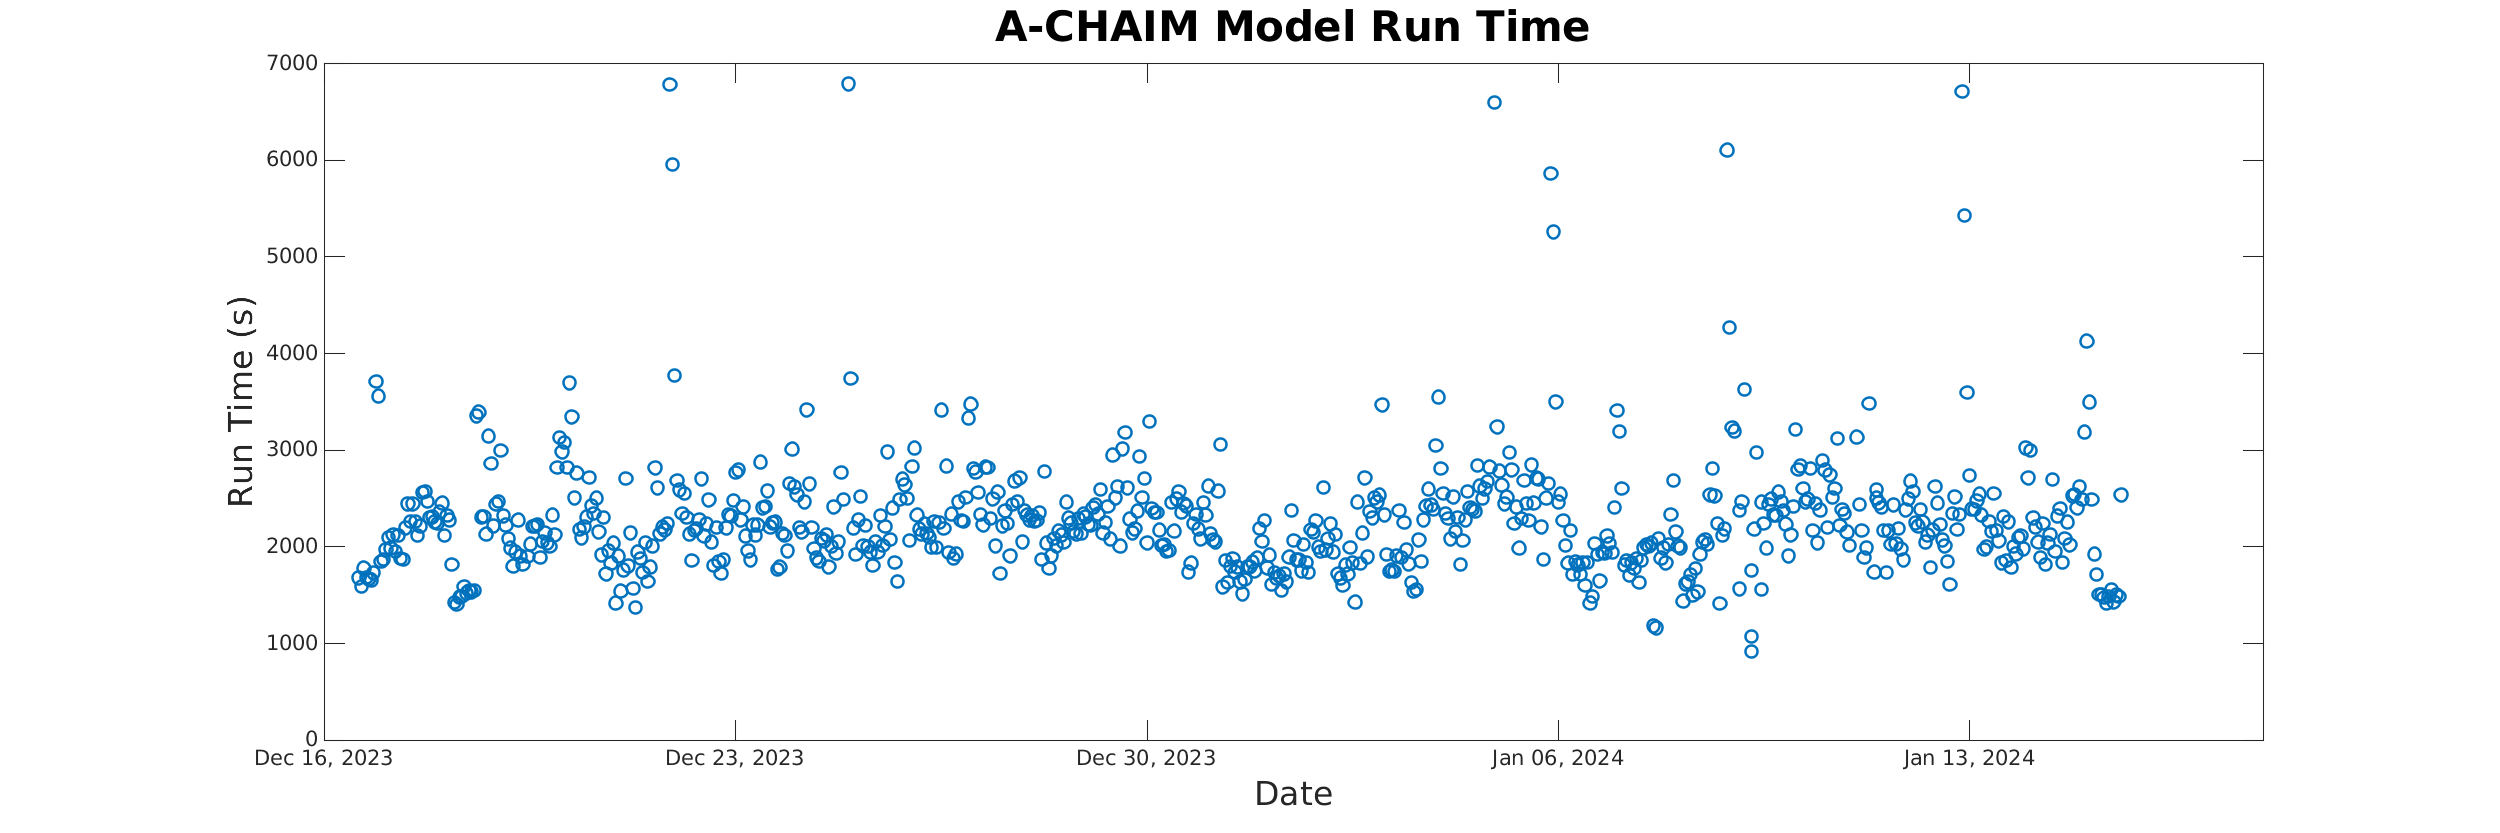 A-CHAIM Model Run Time
7000
6000
5000
4000
3000
2000
1000
0
Run Time (s)
Dec 16, 2023 Dec 23, 2023 Dec 30, 2023 Jan 06, 2024 Jan 13, 2024
Date